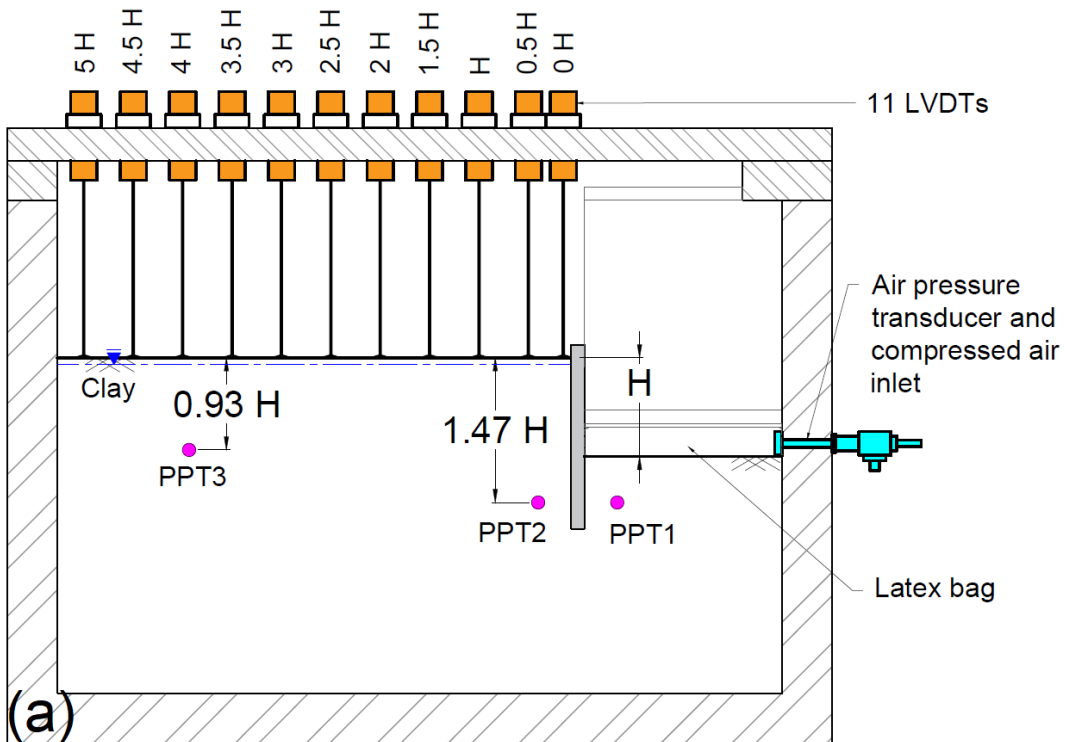 5 H
4.5 H
4 H
3.5 H
3 H
2.5 H
2 H
1.5 H
H
0.5 H
0 H
11 LVDTs
Air pressure
transducer and
compressed air
inlet
Clay
0.93 H
1.47 H
H
PPT3
PPT2
PPT1
Latex bag
(a)